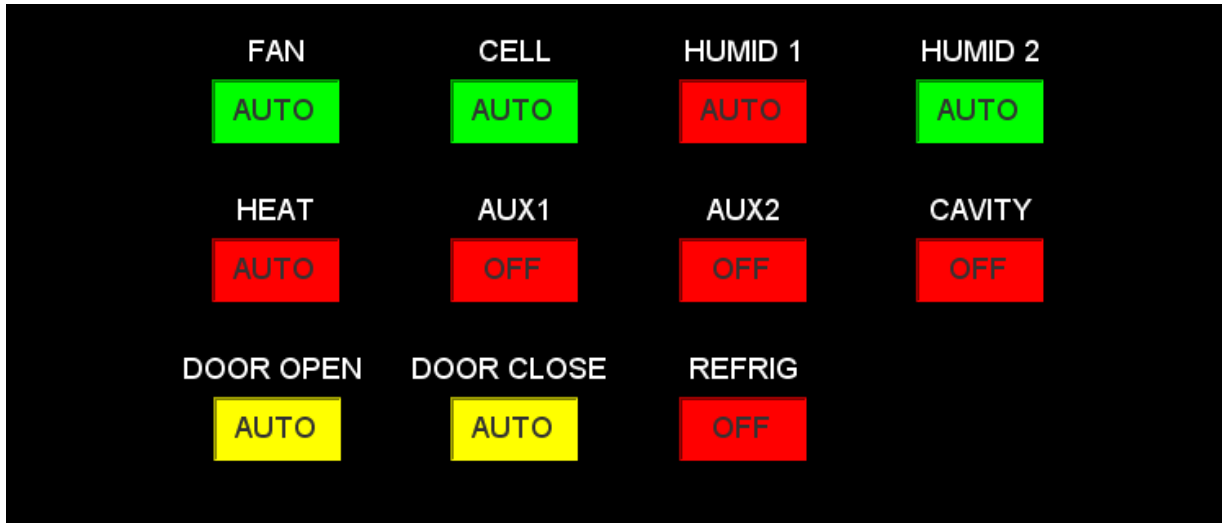 FAN CELL HUMID 1 HUMID 2
AUTO AUTO AUTO AUTO
HEAT AUX1 AUX2 CAVITY
AUTO OFF OFF OFF
DOOR OPEN DOOR CLOSE REFRIG
AUTO AUTO OFF